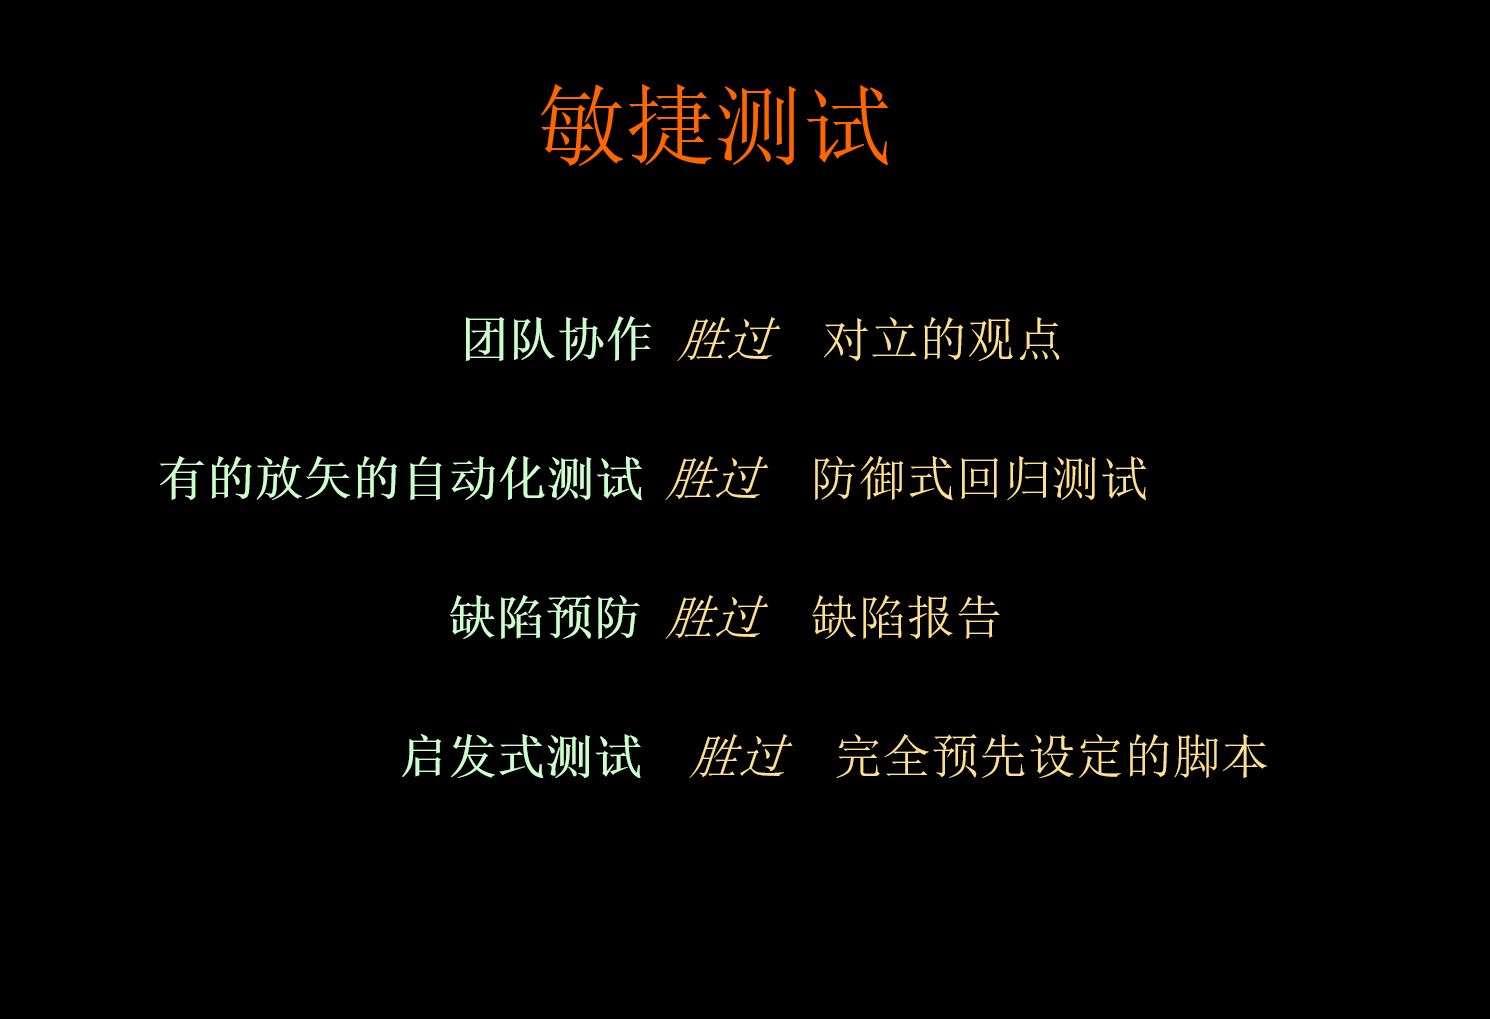 敏捷测试
团队协作 胜过 对立的观点
有的放矢的自动化测试 胜过 防御式回归测试
缺陷预防 胜过 缺陷报告
启发式测试 胜过 完全预先设定的脚本